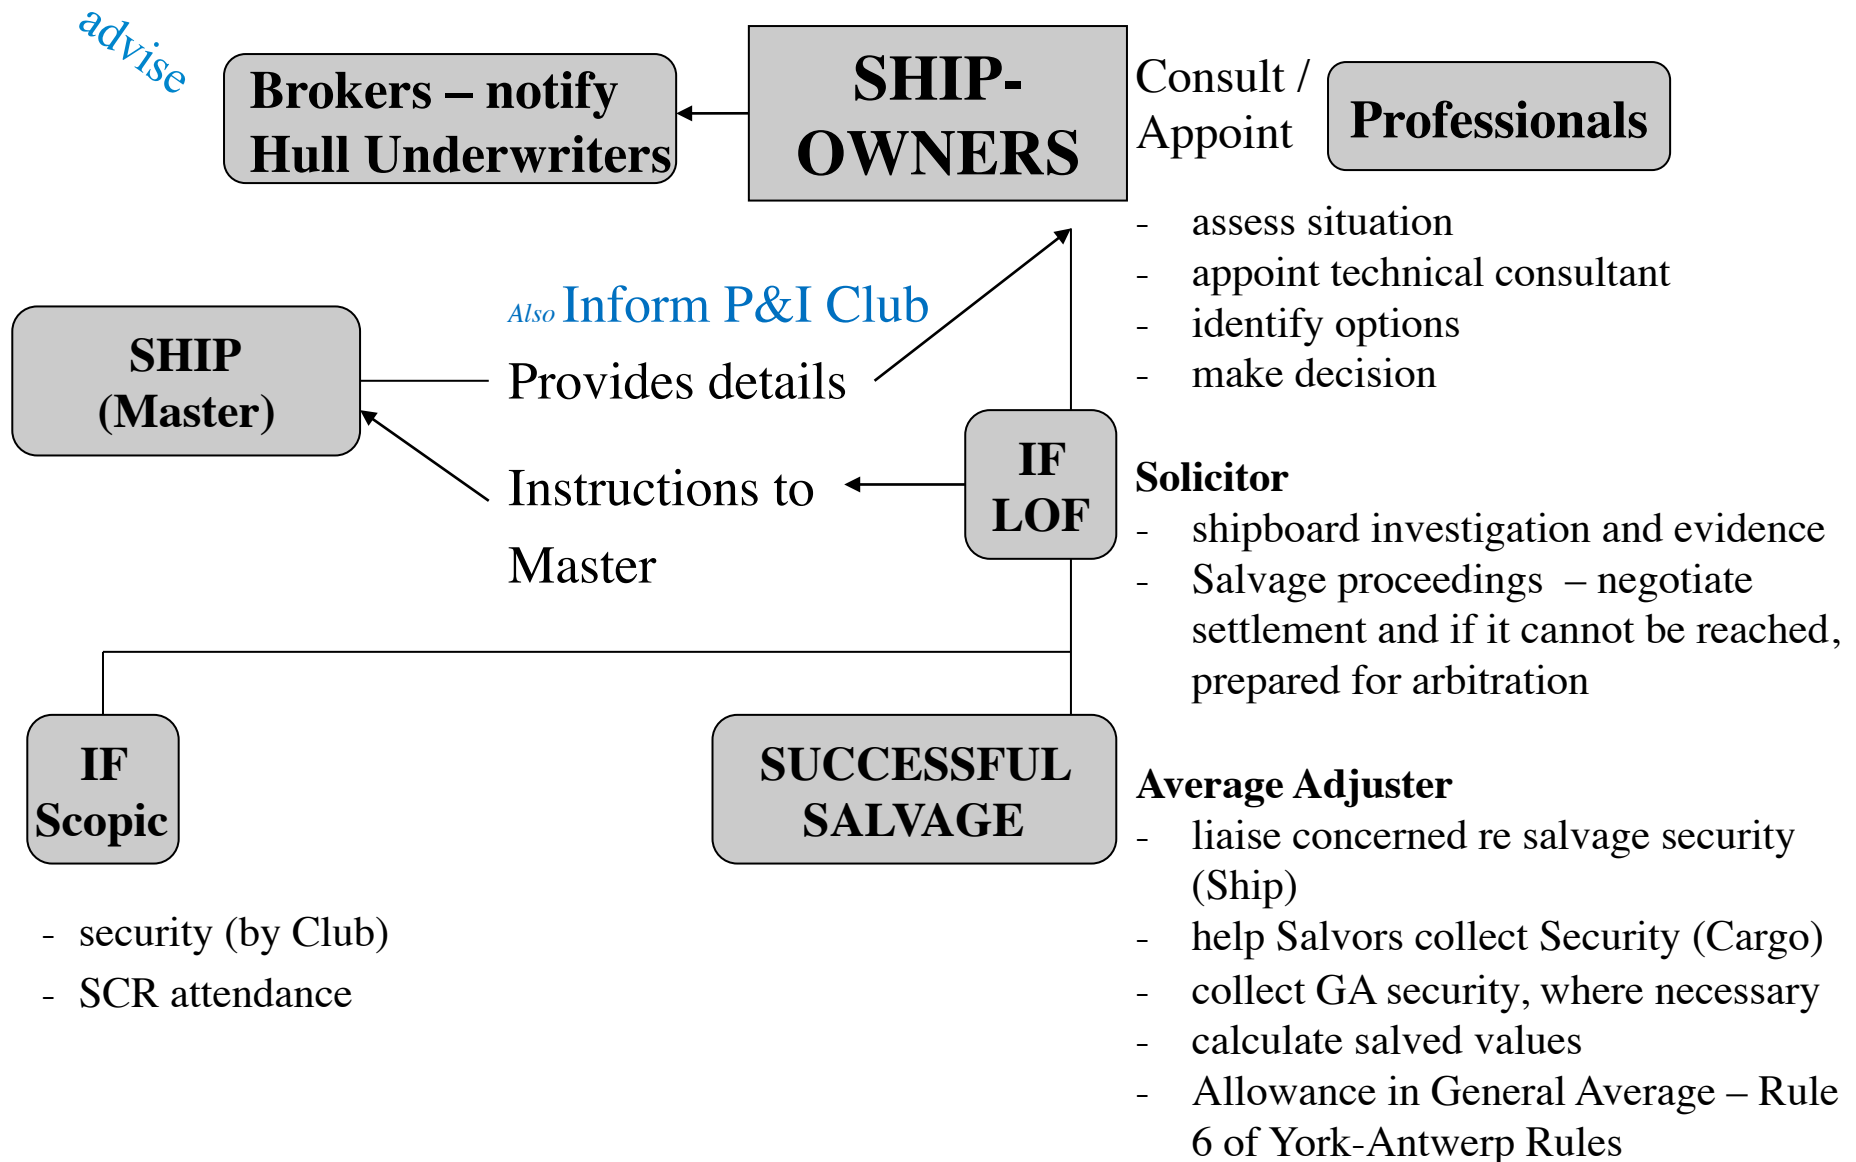 advise
Brokers – notify
Hull Underwriters
SHIP-
OWNERS
Consult /
Appoint
Professionals
- assess situation
- appoint technical consultant
- identify options
- make decision
Also Inform P&I Club
SHIP
(Master)
Provides details
Instructions to
Master
IF
LOF
Solicitor
- shipboard investigation and evidence
- Salvage proceedings – negotiate
settlement and if it cannot be reached,
prepared for arbitration
IF
Scopic
SUCCESSFUL
SALVAGE
- security (by Club)
- SCR attendance
Average Adjuster
- liaise concerned re salvage security
(Ship)
- help Salvors collect Security (Cargo)
- collect GA security, where necessary
- calculate salved values
- Allowance in General Average – Rule
6 of York-Antwerp Rules